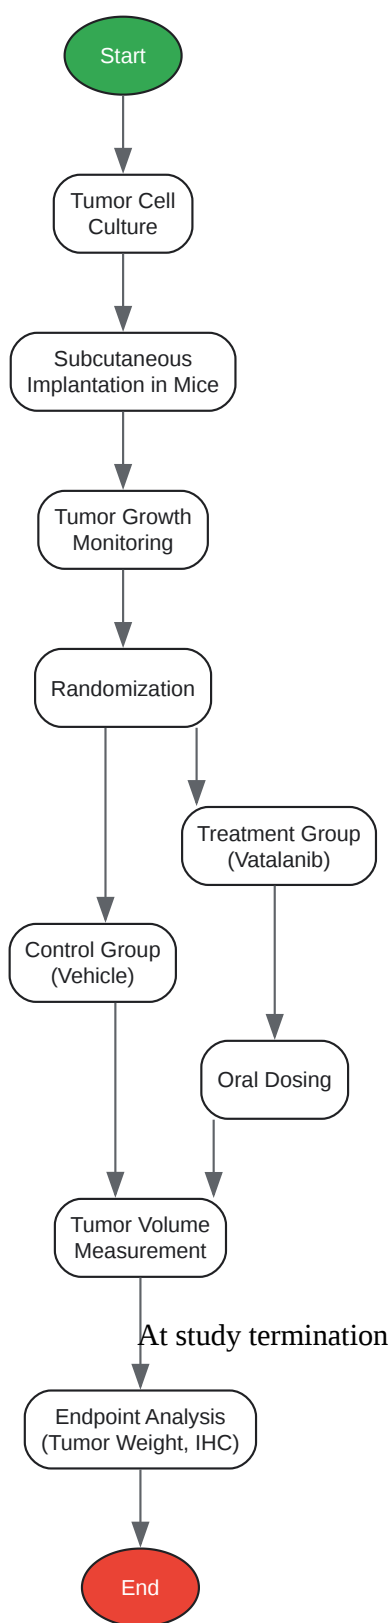 Start
Tumor Cell
Culture
Subcutaneous
Implantation in Mice
Tumor Growth
Monitoring
Randomization
Treatment Group
(Vatalanib)
Control Group
(Vehicle)
Oral Dosing
Tumor Volume
Measurement
At study termination
Endpoint Analysis
(Tumor Weight, IHC)
End